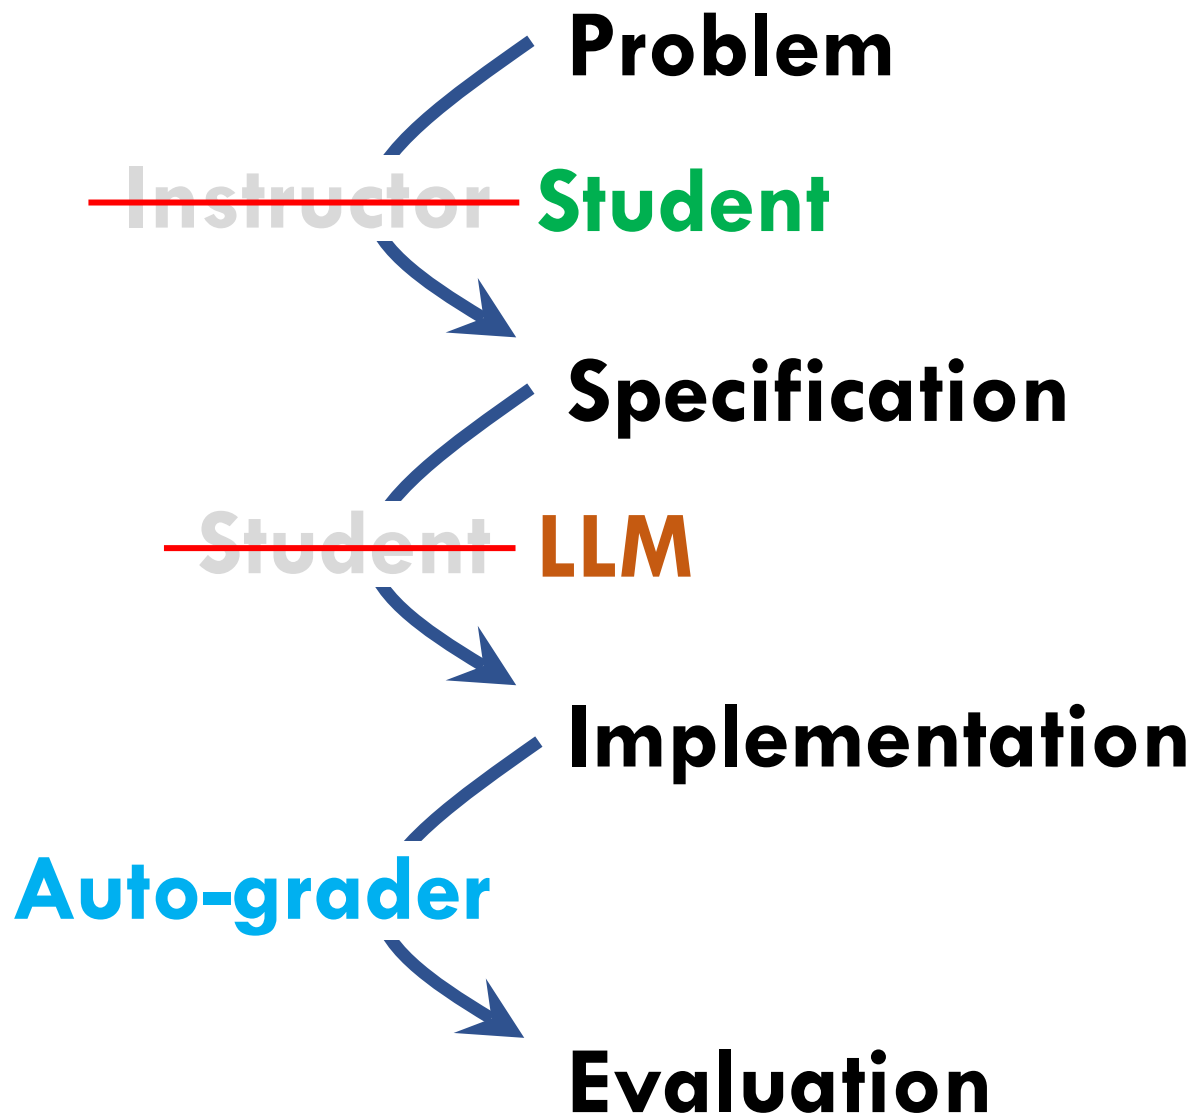 Problem
Instructor Student
Specification
Student LLM
Implementation
Auto-grader
Evaluation